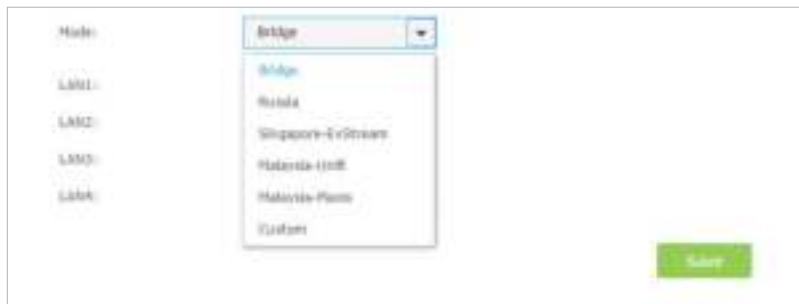 Mode: Bridge
Bridge
LAN1:
Russia
LAN2:
Singapore-ExStream
LAN3:
Malaysia-Unifi
LAN4:
Malaysia-Maxis
Custom
Save